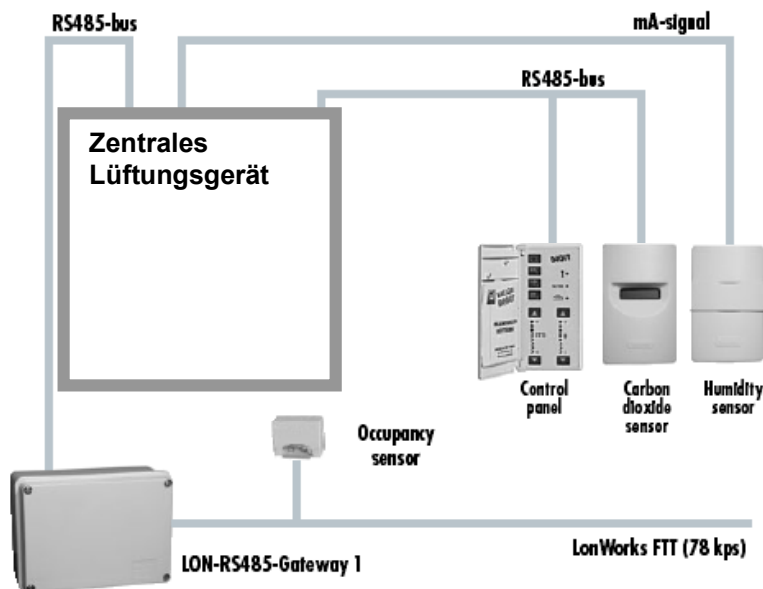 RS485-bus
mA-signal
RS485-bus
Zentrales
Lüftungsgerät
Control
panel
Carbon
dioxide
sensor
Humidity
sensor
Occupancy
sensor
LON-RS485-Gateway 1
LonWorks FTT (78 kps)